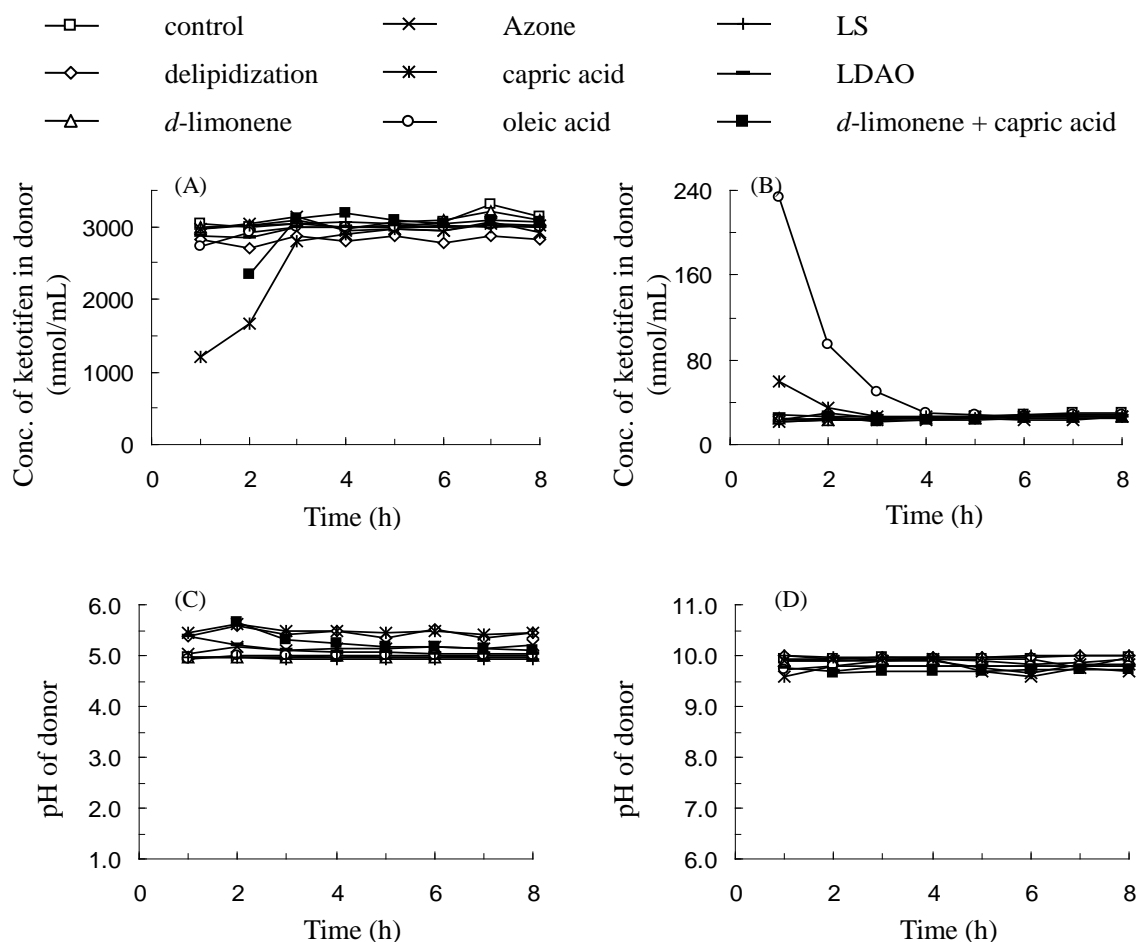 control Azone LS
delipidization capric acid LDAO
d-limonene oleic acid d-limonene + capric acid
(A)
Conc. of ketotifen in donor
(nmol/mL)
3000
2000
1000
0
0 2 4 6 8
Time (h)
(B)
Conc. of ketotifen in donor
(nmol/mL)
240
160
80
0
0 2 4 6 8
Time (h)
(C)
pH of donor
6.0
5.0
4.0
3.0
2.0
1.0
0 2 4 6 8
Time (h)
(D)
pH of donor
11.0
10.0
9.0
8.0
7.0
6.0
0 2 4 6 8
Time (h)